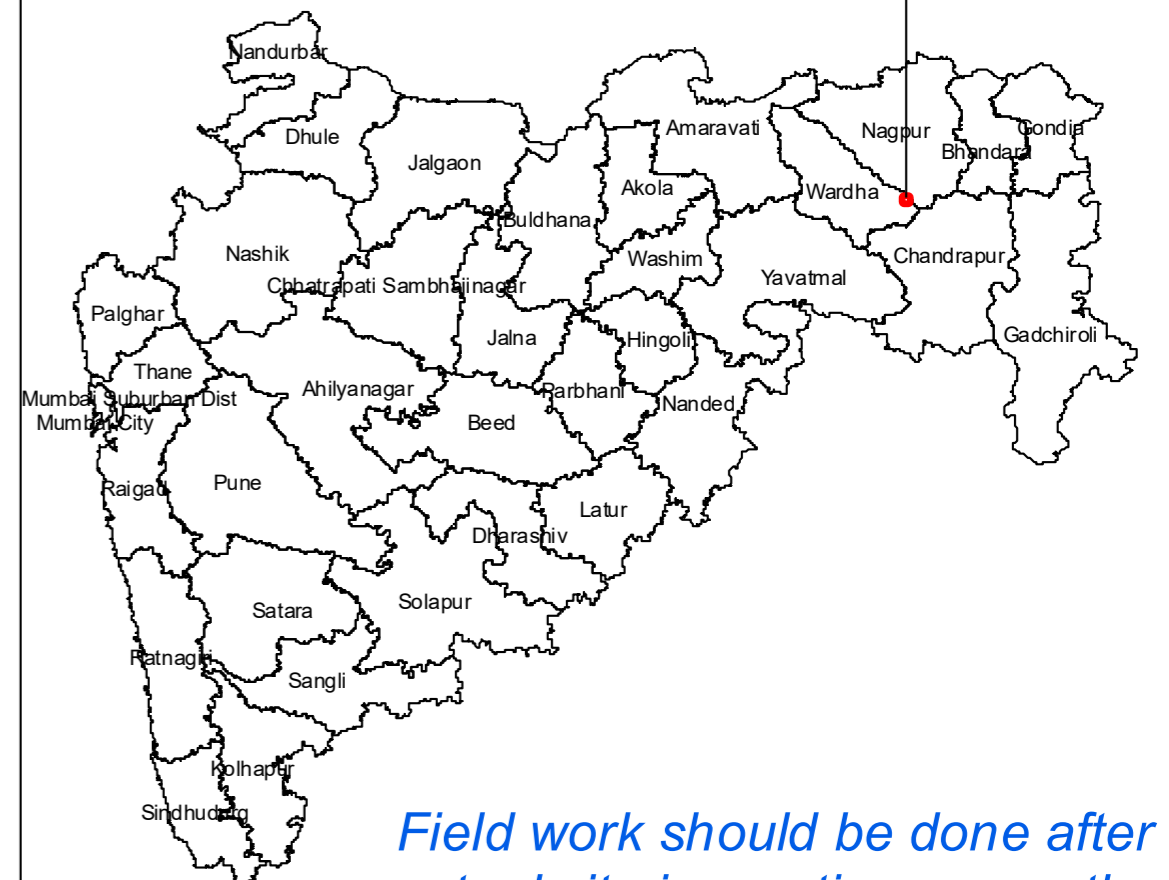 Nandurbar
Dhule
Jalgaon
Amaravati
Nagpur
Gondia
Bhandara
Akola
Wardha
Buldhana
Nashik
Washim
Chandrapur
Yavatmal
Chhatrapati Sambhajinagar
Palghar
Jalna
Hingoli
Gadchiroli
Thane
Ahilyanagar
Parbhani
Mumbai Suburban Dist
Nanded
Mumbai City
Beed
Raigad
Pune
Latur
Dharashiv
Satara
Solapur
Ratnagiri
Sangli
Kolhapur
Sindhudurg
Field work should be done after